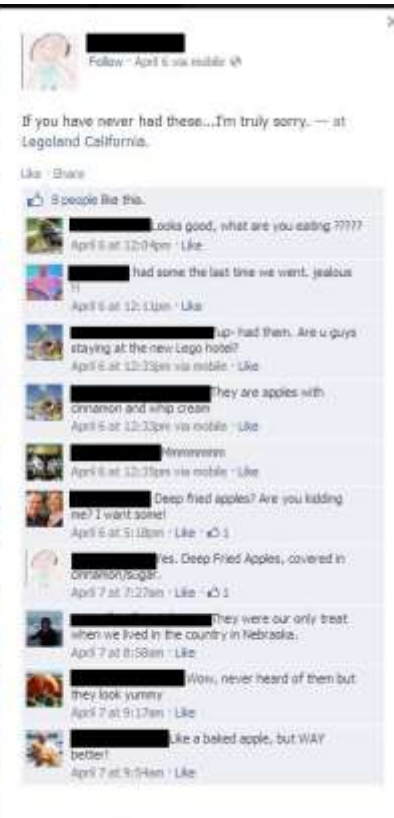 Follow · April 6 via mobile
If you have never had these...I'm truly sorry. — at
Legoland California.
Like · Share
8 people like this.
Looks good, what are you eating ?????
April 6 at 12:04pm · Like
had some the last time we went. jealous
!!
April 6 at 12:11pm · Like
up- had them. Are u guys
staying at the new Lego hotel?
April 6 at 12:33pm via mobile · Like
They are apples with
cinnamon and whip cream
April 6 at 12:33pm via mobile · Like
April 6 at 12:35pm via mobile · Like
Deep fried apples? Are you kidding
me? I want some!
April 6 at 5:18pm · Like · 1
Yes. Deep Fried Apples, covered in
cinnamon/sugar.
April 7 at 7:27am · Like · 1
They were our only treat
when we lived in the country in Nebraska.
April 7 at 8:58am · Like
Wow, never heard of them but
they look yummy
April 7 at 9:17am · Like
Like a baked apple, but WAY
better!
April 7 at 9:54am · Like